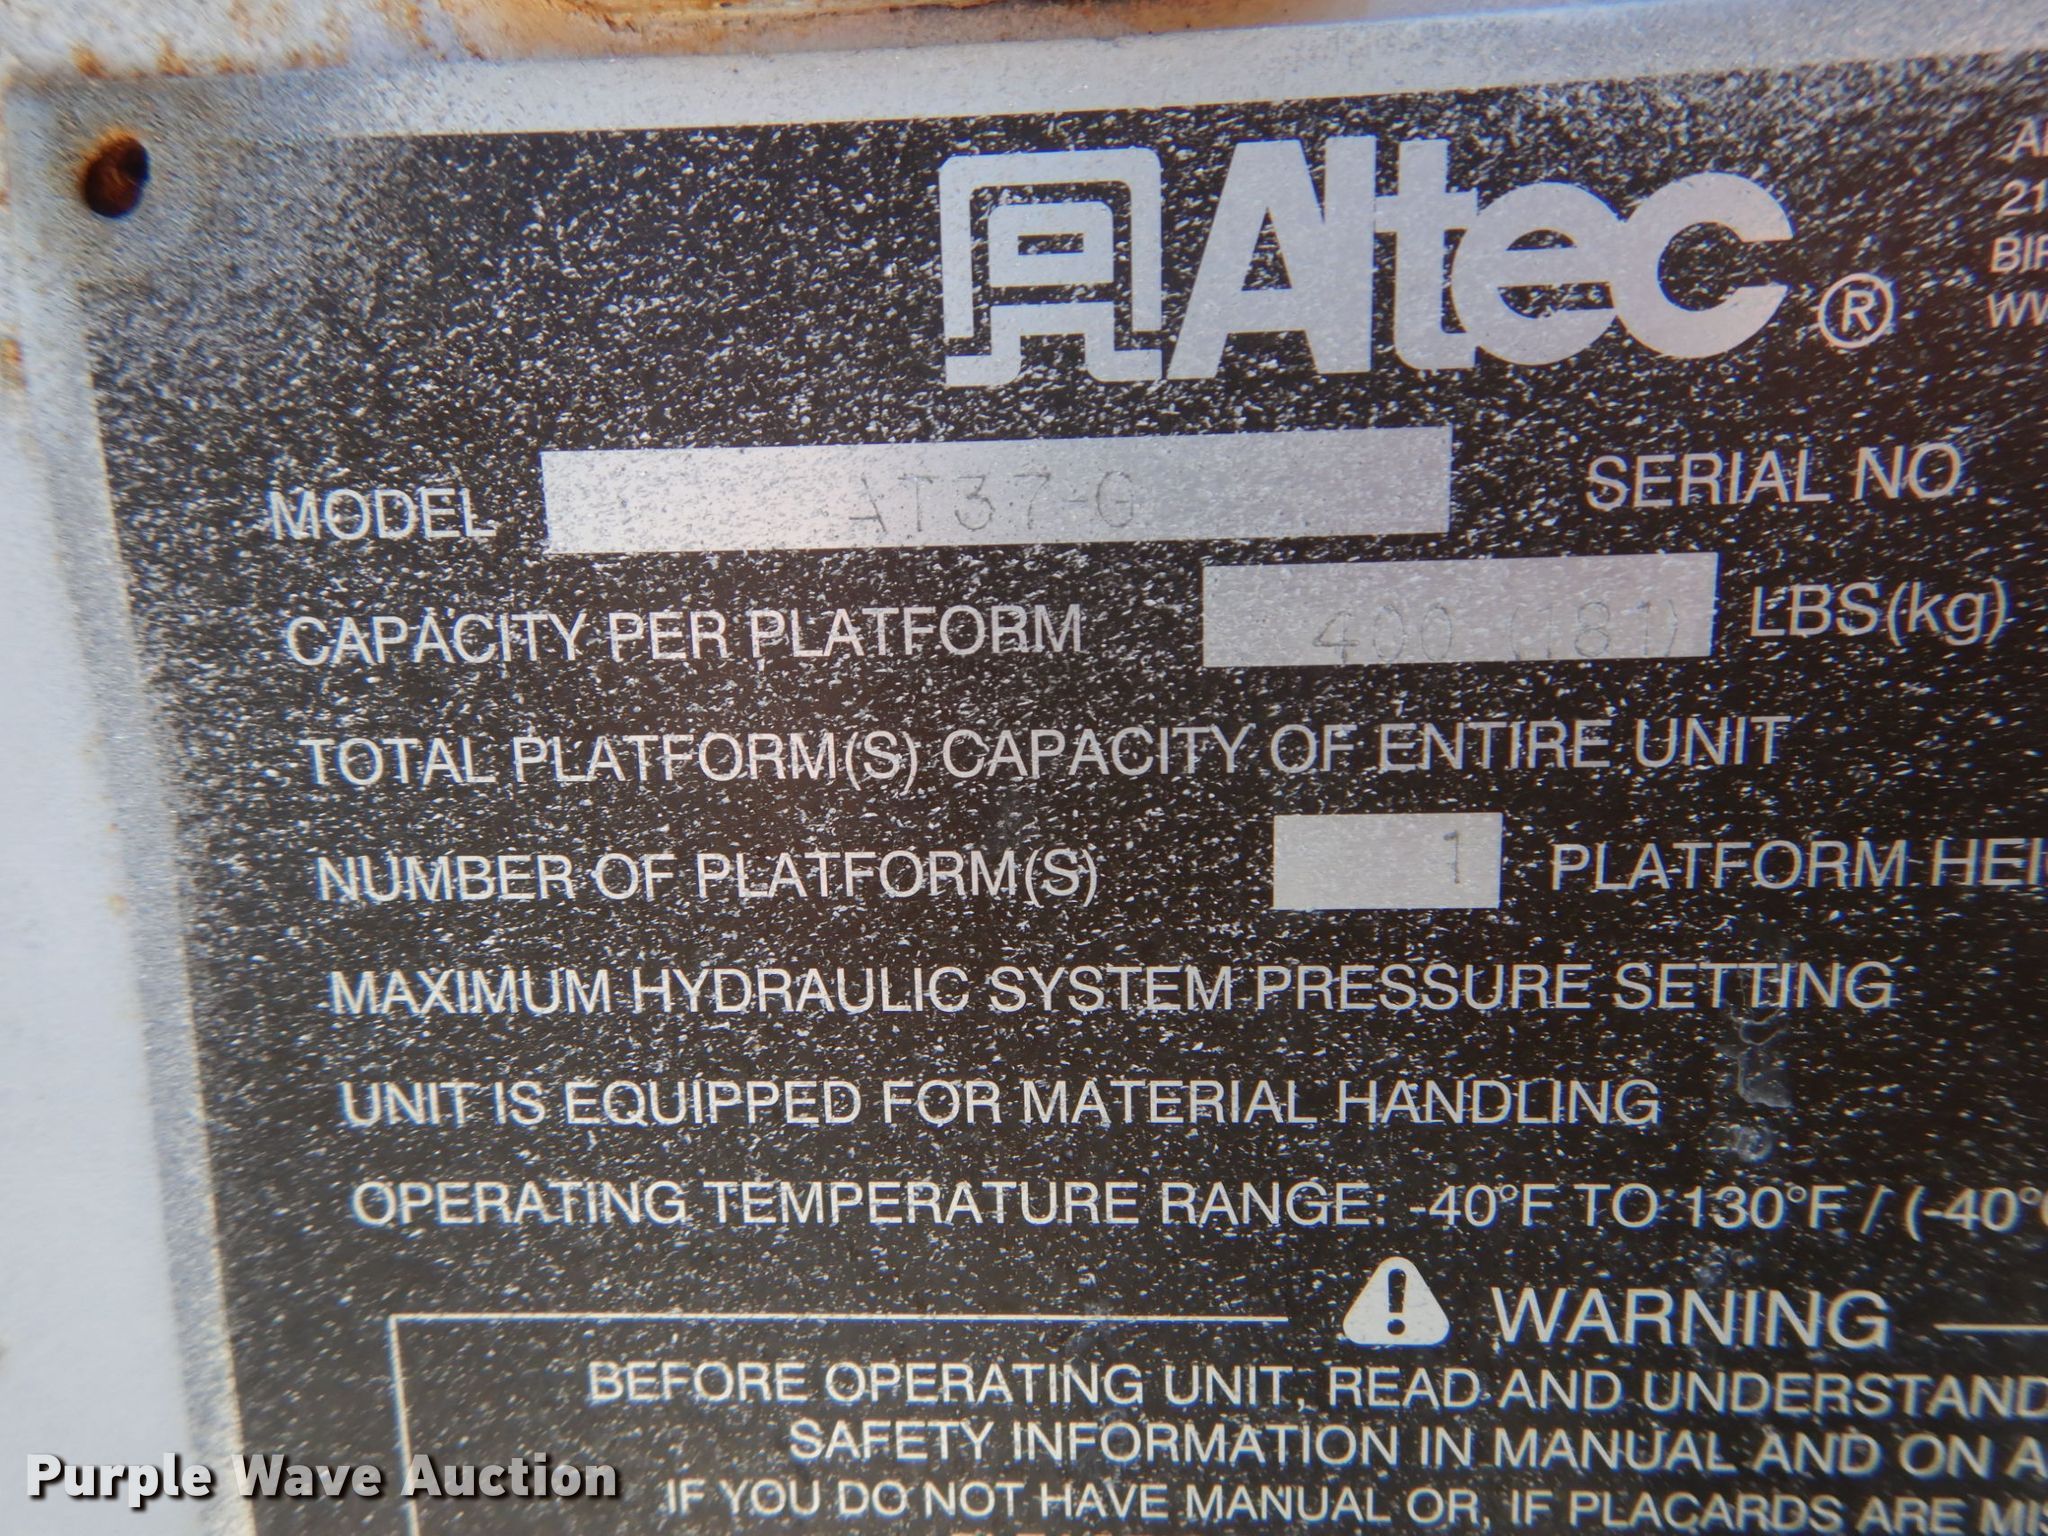 Altec®
21
MODEL AT37-G SERIAL NO.
CAPACITY PER PLATFORM 400 (181) LBS(kg)
TOTAL PLATFORM(S) CAPACITY OF ENTIRE UNIT
NUMBER OF PLATFORM(S) 1 PLATFORM
MAXIMUM HYDRAULIC SYSTEM PRESSURE SETTING
UNIT IS EQUIPPED FOR MATERIAL HANDLING
OPERATING TEMPERATURE RANGE: -40°F TO 130°F / (-40°
WARNING
BEFORE OPERATING UNIT, READ AND UNDERSTAND
SAFETY INFORMATION IN MANUAL AND ON
IF YOU DO NOT HAVE MANUAL OR, IF PLACARDS ARE
Purple Wave Auction